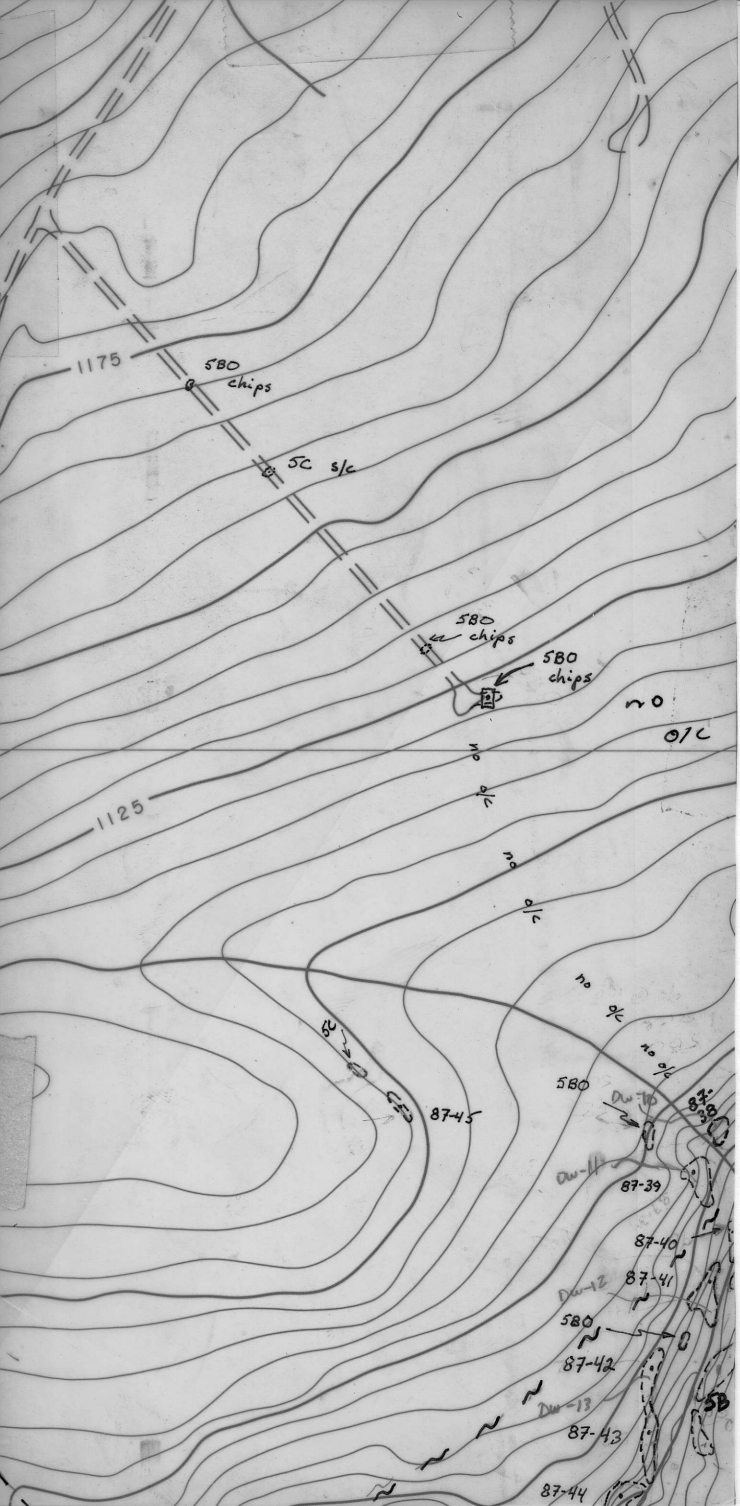 1175
5BO
chips
5C s/c
5BO
chips
5BO
chips
no
o/c
no
o/c
1125
no
o/c
no
o/c
no
o/c
5C
87-45
5BO
DW-10
87-38
DW-11
87-39
87-40
87-41
DW-12
5BO
87-42
DW-13
5B
87-43
87-44